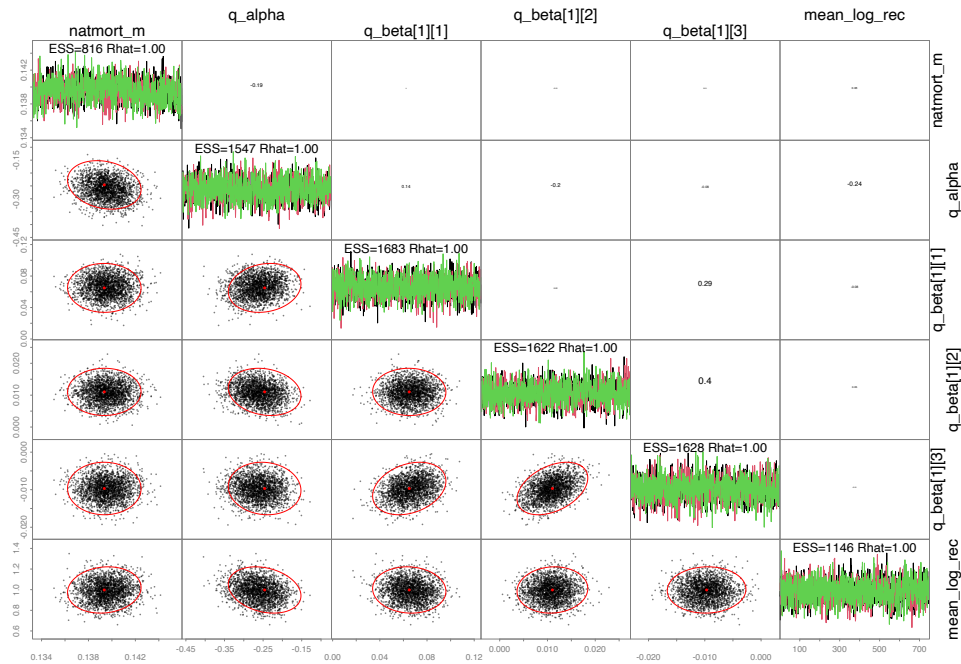 q_alpha q_beta[1][2] mean_log_rec
natmort_m q_beta[1][1] q_beta[1][3]
ESS=816 Rhat=1.00
0.142
0.138
0.134
-0.19
natmort_m
-0.15
-0.30
-0.45
ESS=1547 Rhat=1.00
0.14
-0.2
-0.24
q_alpha
0.12
0.08
0.04
0.00
ESS=1683 Rhat=1.00
0.29
q_beta[1][1]
0.020
0.010
0.000
ESS=1622 Rhat=1.00
0.4
q_beta[1][2]
0.000
-0.010
-0.020
ESS=1628 Rhat=1.00
q_beta[1][3]
1.4
1.2
1.0
0.8
0.6
ESS=1146 Rhat=1.00
mean_log_rec
0.134 0.138 0.142 -0.45 -0.35 -0.25 -0.15 0.00 0.04 0.08 0.12 0.000 0.010 0.020 -0.020 -0.010 0.000 100 300 500 700